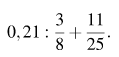 0,21 : 3/8 + 11/25.